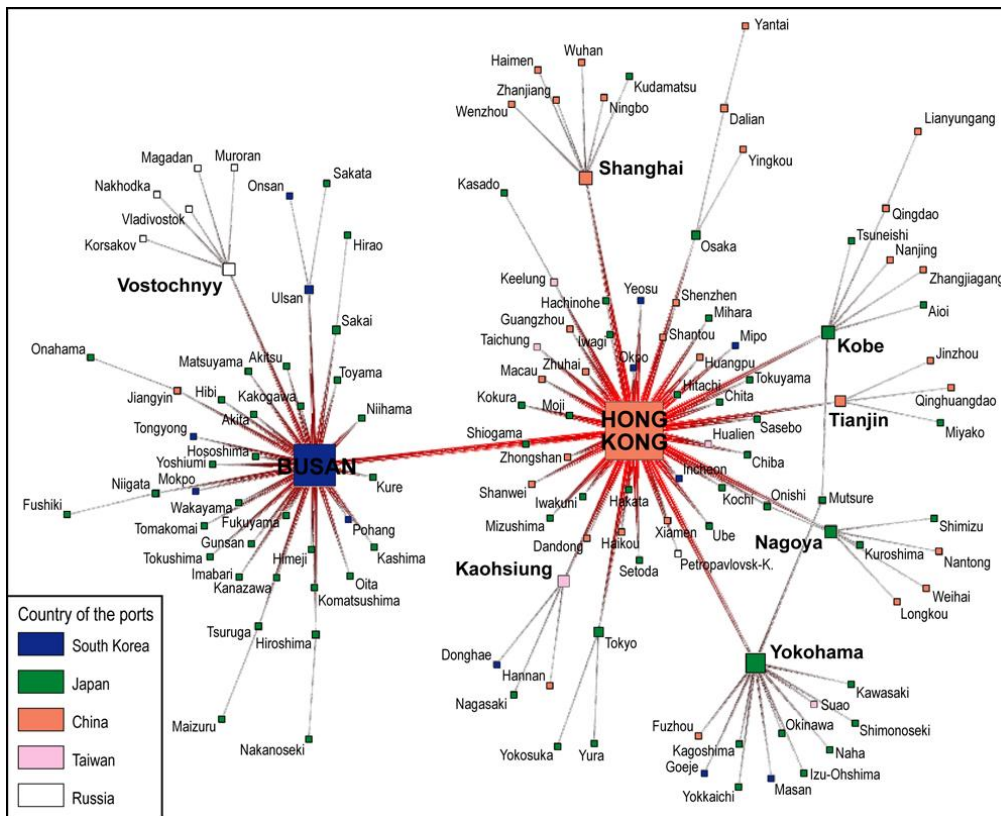 Yantai
Wuhan
Haimen
Kudamatsu
Zhanjiang
Ningbo
Wenzhou
Dalian
Lianyungang
Yingkou
Shanghai
Magadan
Muroran
Onsan
Sakata
Nakhodka
Vladivostok
Korsakov
Hirao
Kasado
Osaka
Qingdao
Tsuneishi
Nanjing
Zhangjiagang
Aioi
Vostochnyy
Ulsan
Keelung
Hachinohe
Yeosu
Shenzhen
Mihara
Guangzhou
Iwagi
Shantou
Mipo
Kobe
Sakai
Onahama
Matsuyama
Akitsu
Toyama
Taichung
Okpo
Huangpu
Zhuhai
Macau
Hitachi
Tokuyama
Jinzhou
Jiangyin
Hibi
Kakogawa
Akita
Niihama
Kokura
Moji
Chita
Qinghuangdao
Tianjin
Miyako
HONG
KONG
Tongyong
Hososhima
Yoshiumi
Mokpo
BUSAN
Shiogama
Zhongshan
Hualien
Sasebo
Chiba
Incheon
Kure
Niigata
Fushiki
Shanwei
Wakayama
Tomakomai
Fukuyama
Pohang
Iwakuni
Hakata
Kochi
Onishi
Mutsure
Mizushima
Xiamen
Ube
Nagoya
Shimizu
Gunsan
Tokushima
Himeji
Kashima
Dandong
Haikou
Setoda
Petropavlovsk-K.
Kuroshima
Nantong
Imabari
Kanazawa
Oita
Komatsushima
Kaohsiung
Weihai
Longkou
Tsuruga
Hiroshima
Tokyo
Donghae
Hannan
Nagasaki
Yokohama
Maizuru
Nakanoseki
Yokosuka
Yura
Kawasaki
Suao
Shimonoseki
Fuzhou
Okinawa
Kagoshima
Naha
Goeje
Izu-Ohshima
Yokkaichi
Masan
Country of the ports
South Korea
Japan
China
Taiwan
Russia